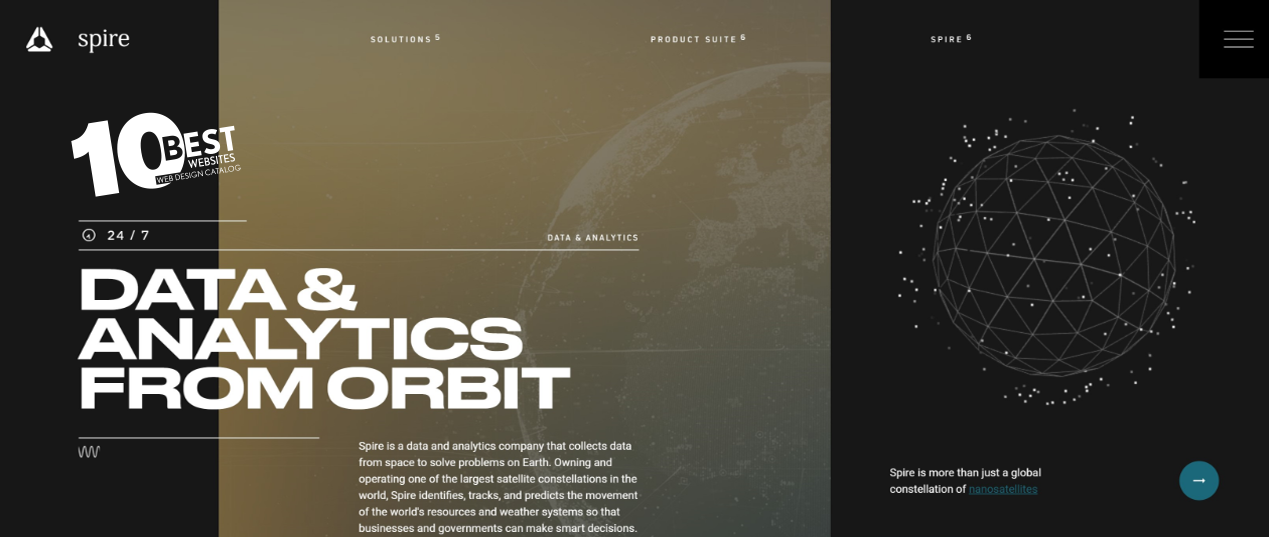 spire
SOLUTIONS 5
PRODUCT SUITE 6
SPIRE 6
10 BEST
WEBSITES
WEB DESIGN CATALOG
24 / 7
DATA & ANALYTICS
DATA &
ANALYTICS
FROM ORBIT
Spire is a data and analytics company that collects data
from space to solve problems on Earth. Owning and
operating one of the largest satellite constellations in the
world, Spire identifies, tracks, and predicts the movement
of the world's resources and weather systems so that
businesses and governments can make smart decisions.
Spire is more than just a global
constellation of nanosatellites